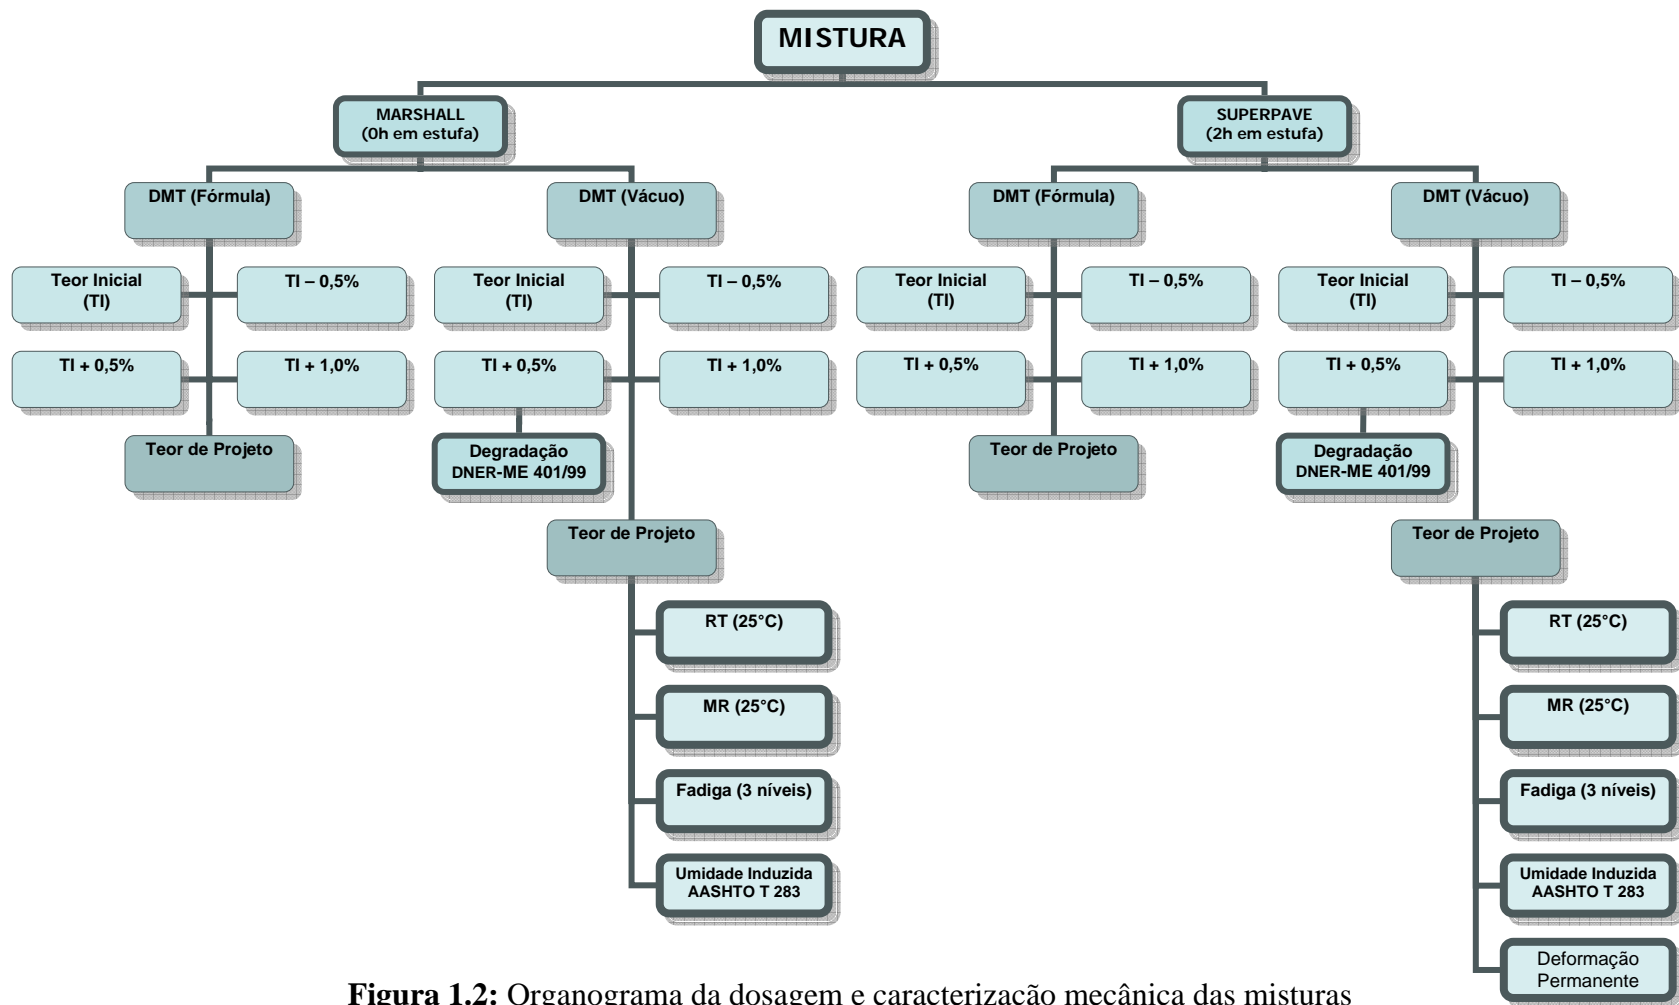 MISTURA
MARSHALL
(0h em estufa)
SUPERPAVE
(2h em estufa)
DMT (Fórmula)
DMT (Vácuo)
DMT (Fórmula)
DMT (Vácuo)
Teor Inicial
(TI)
TI – 0,5%
Teor Inicial
(TI)
TI – 0,5%
Teor Inicial
(TI)
TI – 0,5%
Teor Inicial
(TI)
TI – 0,5%
TI + 0,5%
TI + 1,0%
TI + 0,5%
TI + 1,0%
TI + 0,5%
TI + 1,0%
TI + 0,5%
TI + 1,0%
Teor de Projeto
Degradação
DNER-ME 401/99
Teor de Projeto
Degradação
DNER-ME 401/99
Teor de Projeto
Teor de Projeto
RT (25°C)
RT (25°C)
MR (25°C)
MR (25°C)
Fadiga (3 níveis)
Fadiga (3 níveis)
Umidade Induzida
AASHTO T 283
Umidade Induzida
AASHTO T 283
Deformação
Permanente
Figura 1.2: Organograma da dosagem e caracterização mecânica das misturas